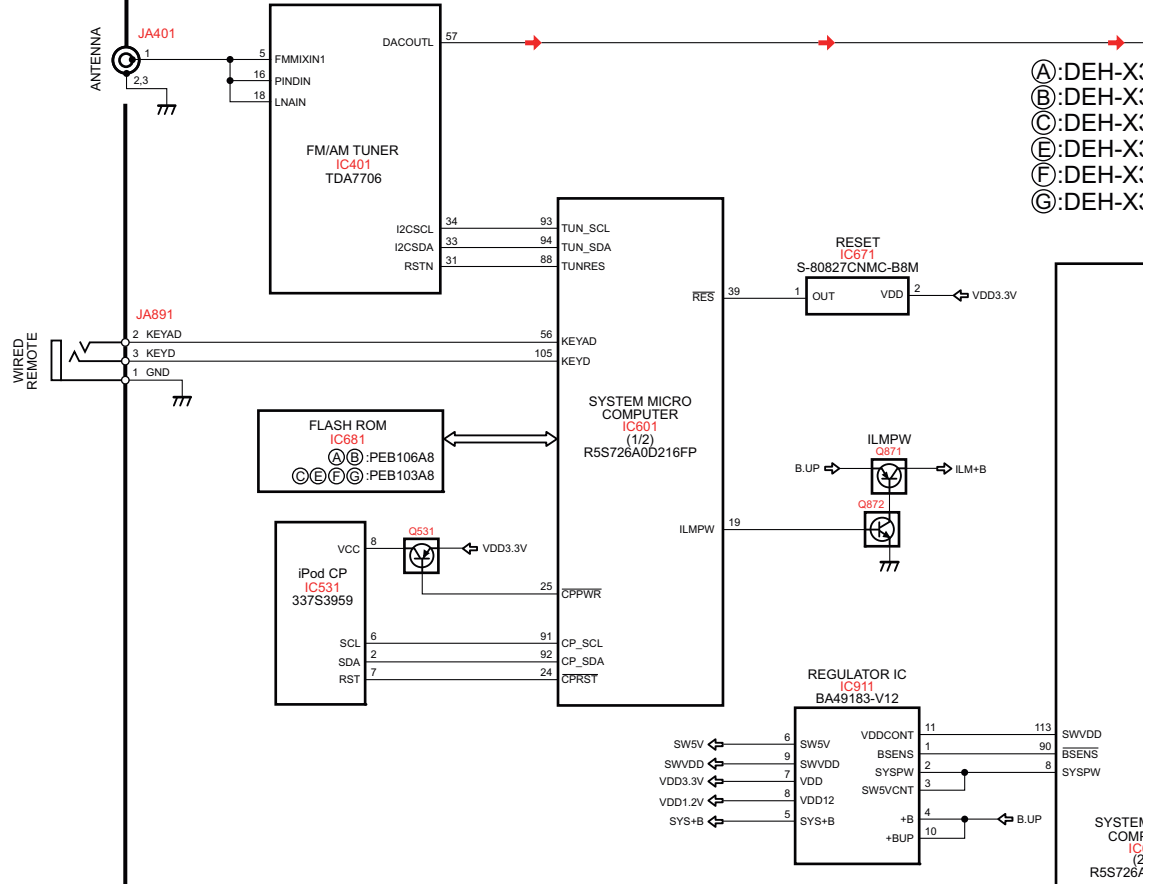 ANTENNA
JA401
1
2,3
5 FMMIXIN1
16 PINDIN
18 LNAIN
DACOUTL 57
FM/AM TUNER
IC401
TDA7706
I2CSCL 34
I2CSDA 33
RSTN 31
Ⓐ:DEH-X3
Ⓑ:DEH-X3
Ⓒ:DEH-X3
Ⓔ:DEH-X3
Ⓕ:DEH-X3
Ⓖ:DEH-X3
93 TUN_SCL
94 TUN_SDA
88 TUNRES
RES 39
RESET
IC671
S-80827CNMC-B8M
1 OUT
VDD 2
VDD3.3V
WIRED
REMOTE
JA891
2 KEYAD
3 KEYD
1 GND
56 KEYAD
105 KEYD
SYSTEM MICRO
COMPUTER
IC601
(1/2)
R5S726A0D216FP
FLASH ROM
IC681
ⒶⒷ:PEB106A8
ⒸⒺⒻⒼ:PEB103A8
ILMPW
Q871
B.UP
ILM+B
Q872
ILMPW 19
iPod CP
IC531
337S3959
VCC 8
Q531
VDD3.3V
25 CPPWR
SCL 6
SDA 2
RST 7
91 CP_SCL
92 CP_SDA
24 CPRST
REGULATOR IC
IC911
BA49183-V12
SW5V 6 SW5V
SWVDD 9 SWVDD
VDD3.3V 7 VDD
VDD1.2V 8 VDD12
SYS+B 5 SYS+B
VDDCONT 11
BSENS 1
SYSPW 2
SW5VCNT 3
+B 4
+BUP 10
B.UP
113 SWVDD
90 BSENS
8 SYSPW
SYSTEM
COMP
IC
(2
R5S726A